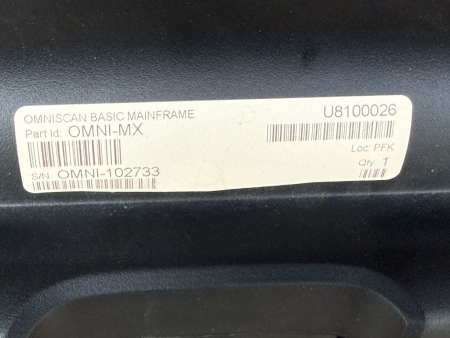 OMNISCAN BASIC MAINFRAME
U8100026
Part Id: OMNI-MX
Loc: PFK
S/N: OMNI-102733
Qty: 1